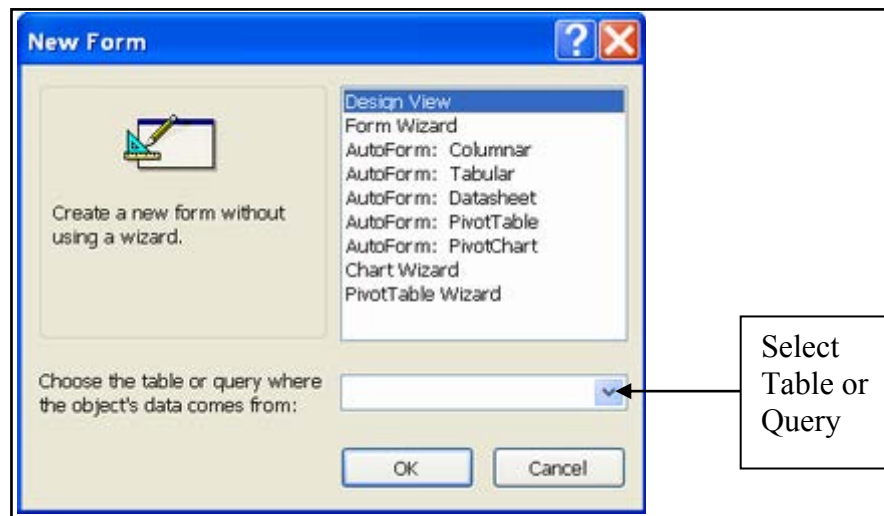 New Form
Design View
Form Wizard
AutoForm: Columnar
AutoForm: Tabular
AutoForm: Datasheet
AutoForm: PivotTable
AutoForm: PivotChart
Chart Wizard
PivotTable Wizard
Create a new form without
using a wizard.
Choose the table or query where
the object's data comes from:
Select
Table or
Query
OK
Cancel